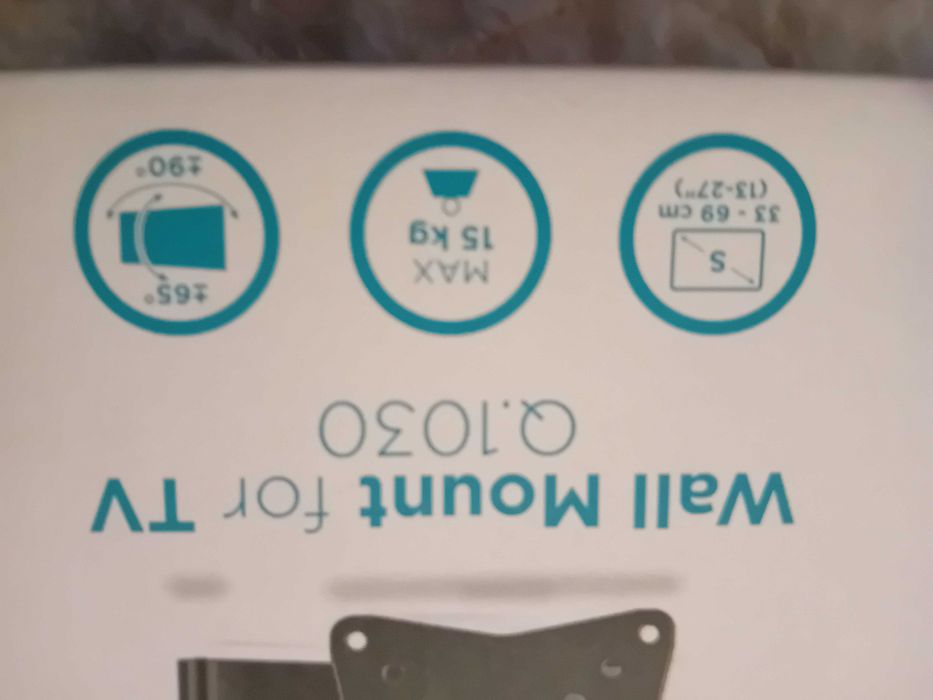 Wall Mount for TV
Q.1030
S
33 - 69 cm
(13-27")
MAX
15 kg
±65°
±90°